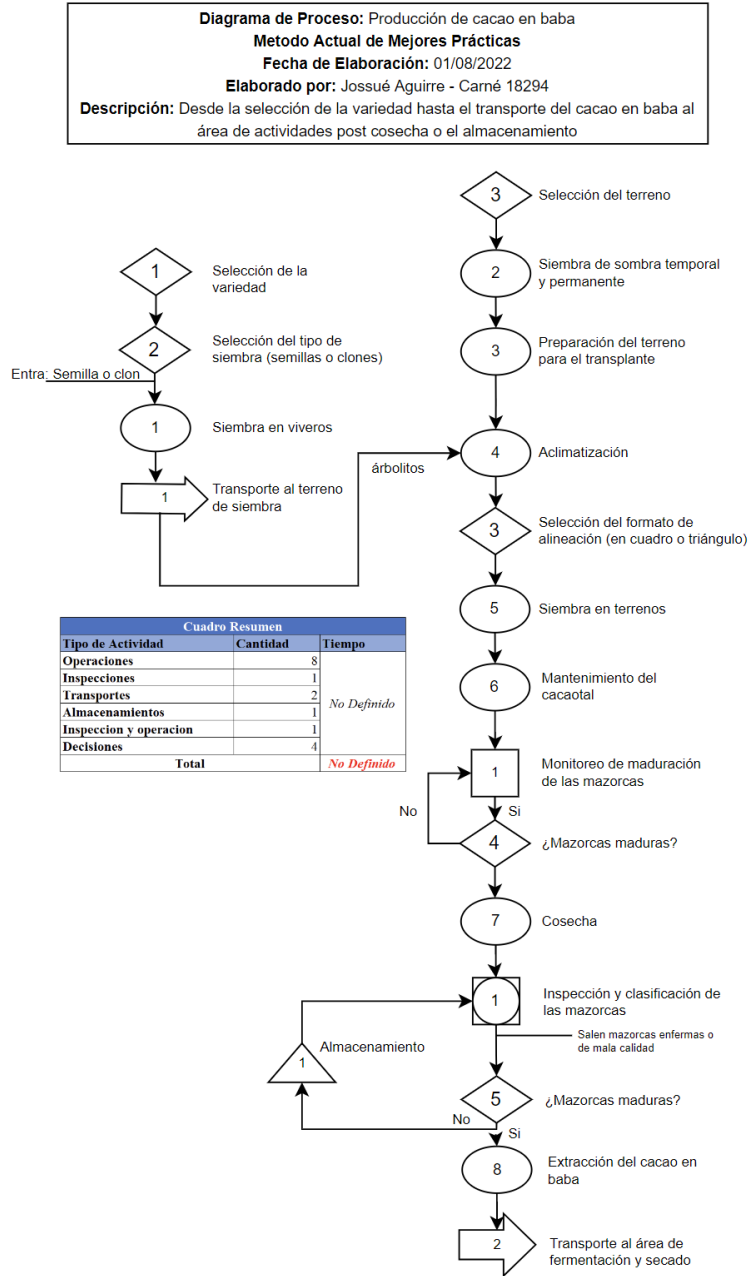 Diagrama de Proceso: Producción de cacao en baba
Metodo Actual de Mejores Prácticas
Fecha de Elaboración: 01/08/2022
Elaborado por: Jossué Aguirre - Carné 18294
Descripción: Desde la selección de la variedad hasta el transporte del cacao en baba al
área de actividades post cosecha o el almacenamiento
1
Selección de la
variedad
2
Selección del tipo de
siembra (semillas o clones)
Entra: Semilla o clon
1
Siembra en viveros
1
Transporte al terreno
de siembra
árbolitos
3
Selección del terreno
2
Siembra de sombra temporal
y permanente
3
Preparación del terreno
para el transplante
4
Aclimatización
3
Selección del formato de
alineación (en cuadro o triángulo)
5
Siembra en terrenos
6
Mantenimiento del
cacaotal
1
Monitoreo de maduración
de las mazorcas
No
Si
4
¿Mazorcas maduras?
7
Cosecha
1
Inspección y clasificación de
las mazorcas
Salen mazorcas enfermas o
de mala calidad
Almacenamiento
1
5
¿Mazorcas maduras?
No
Si
8
Extracción del cacao en
baba
2
Transporte al área de
fermentación y secado
Cuadro Resumen
Tipo de Actividad Cantidad Tiempo
Operaciones 8
Inspecciones 1
Transportes 2
No Definido
Almacenamientos 1
Inspeccion y operacion 1
Decisiones 4
Total No Definido